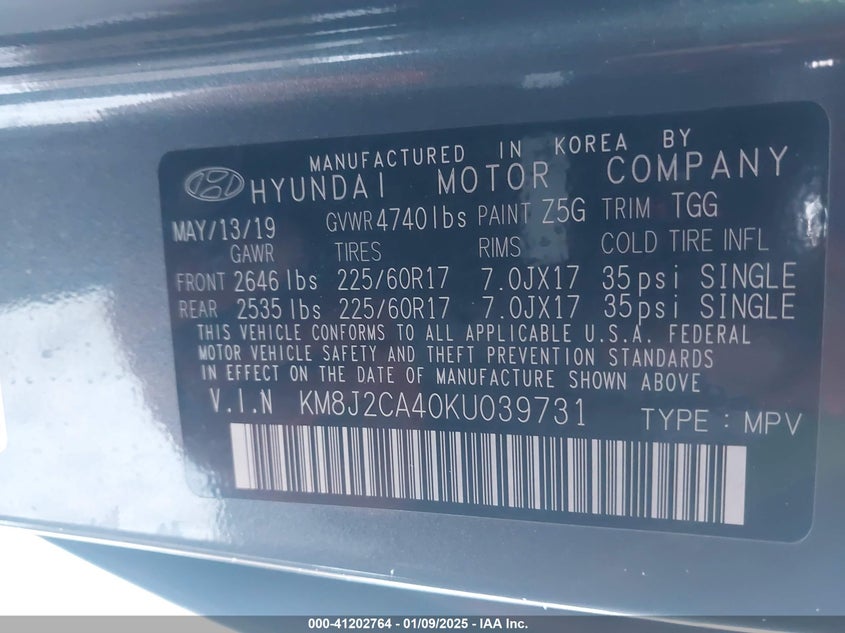 MANUFACTURED IN KOREA BY
HYUNDAI MOTOR COMPANY
MAY/13/19 GVWR 4740lbs PAINT Z5G TRIM TGG
GAWR TIRES RIMS COLD TIRE INFL
FRONT 2646 lbs 225/60R17 7.0JX17 35psi SINGLE
REAR 2535 lbs 225/60R17 7.0JX17 35psi SINGLE
THIS VEHICLE CONFORMS TO ALL APPLICABLE U.S.A. FEDERAL
MOTOR VEHICLE SAFETY AND THEFT PREVENTION STANDARDS
IN EFFECT ON THE DATE OF MANUFACTURE SHOWN ABOVE
V.I.N KM8J2CA40KU039731 TYPE : MPV
000-41202764 - 01/09/2025 - IAA Inc.